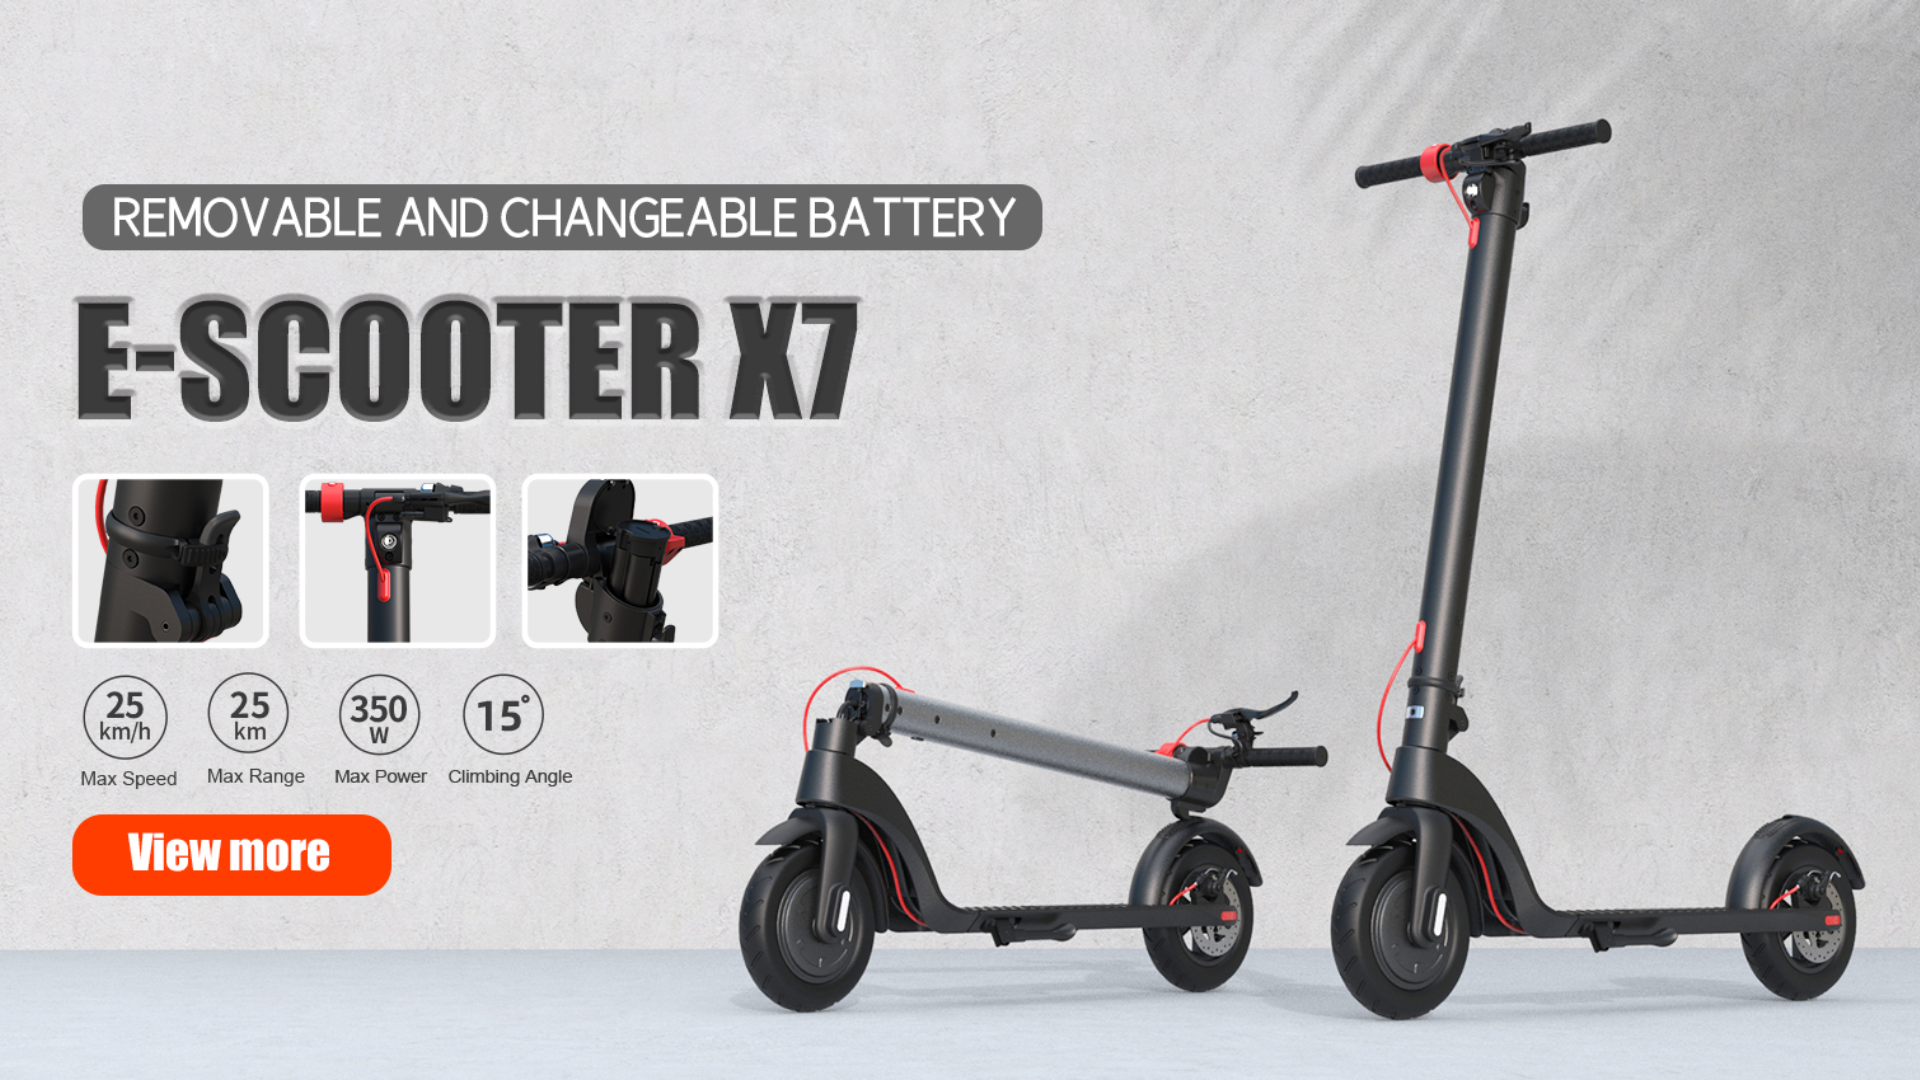 REMOVABLE AND CHANGEABLE BATTERY
E-SCOOTER X7
25
km/h
25
km
350
W
15°
Max Speed
Max Range
Max Power
Climbing Angle
View more